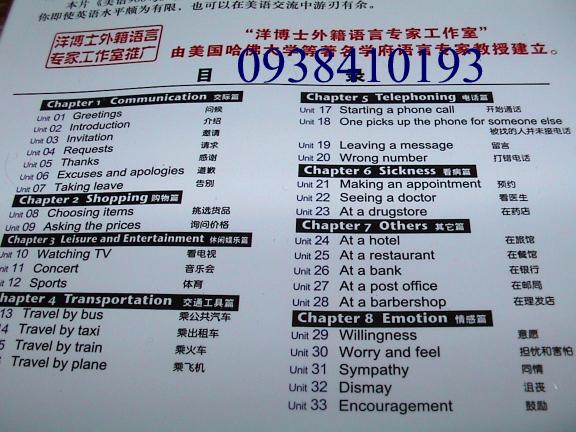 本片《美语
你即使英语水平颇为有限，也可以在美语交流中游刃有余。
洋博士外籍语言
专家工作室推广
“洋博士外籍语言专家工作室”
由美国哈佛大学等著名学府语言专家教授建立。
目 录
0938410193
Chapter 1 Communication 交际篇
Unit 01 Greetings 问候
Unit 02 Introduction 介绍
Unit 03 Invitation 邀请
Unit 04 Requests 请求
Unit 05 Thanks 感谢
Unit 06 Excuses and apologies 道歉
Unit 07 Taking leave 告别
Chapter 2 Shopping 购物篇
Unit 08 Choosing items 挑选货品
Unit 09 Asking the prices 询问价格
Chapter 3 Leisure and Entertainment 休闲娱乐篇
Unit 10 Watching TV 看电视
Unit 11 Concert 音乐会
12 Sports 体育
hapter 4 Transportation 交通工具篇
13 Travel by bus 乘公共汽车
4 Travel by taxi 乘出租车
Travel by train 乘火车
Travel by plane 乘飞机
Chapter 5 Telephoning 电话篇
Unit 17 Starting a phone call 开始通话
Unit 18 One picks up the phone for someone else
被找的人并未接电话
Unit 19 Leaving a message 留言
Unit 20 Wrong number 打错电话
Chapter 6 Sickness 看病篇
Unit 21 Making an appointment 预约
Unit 22 Seeing a doctor 看医生
Unit 23 At a drugstore 在药店
Chapter 7 Others 其它篇
Unit 24 At a hotel 在旅馆
Unit 25 At a restaurant 在餐馆
Unit 26 At a bank 在银行
Unit 27 At a post office 在邮局
Unit 28 At a barbershop 在理发店
Chapter 8 Emotion 情感篇
Unit 29 Willingness 意愿
Unit 30 Worry and feel 担忧和害怕
Unit 31 Sympathy 同情
Unit 32 Dismay 沮丧
Unit 33 Encouragement 鼓励